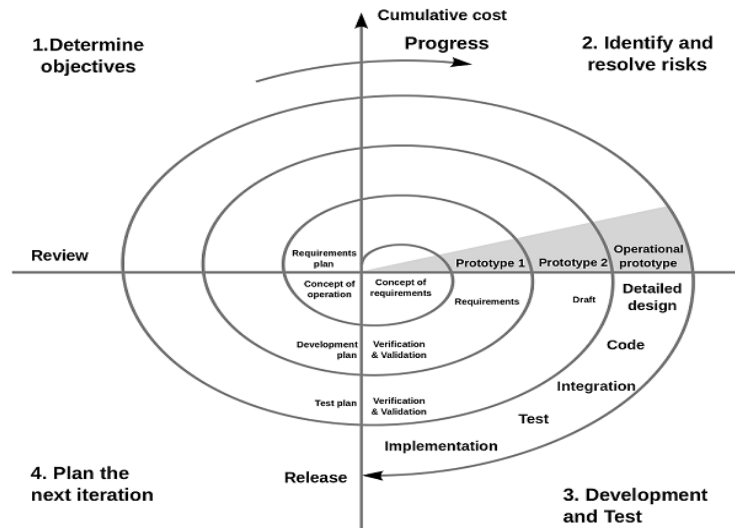 Cumulative cost
Progress
1.Determine
objectives
2. Identify and
resolve risks
Review
Requirements
plan
Prototype 1
Prototype 2
Operational
prototype
Concept of
operation
Concept of
requirements
Requirements
Draft
Detailed
design
Development
plan
Verification
& Validation
Code
Integration
Test plan
Verification
& Validation
Test
Implementation
Release
4. Plan the
next iteration
3. Development
and Test